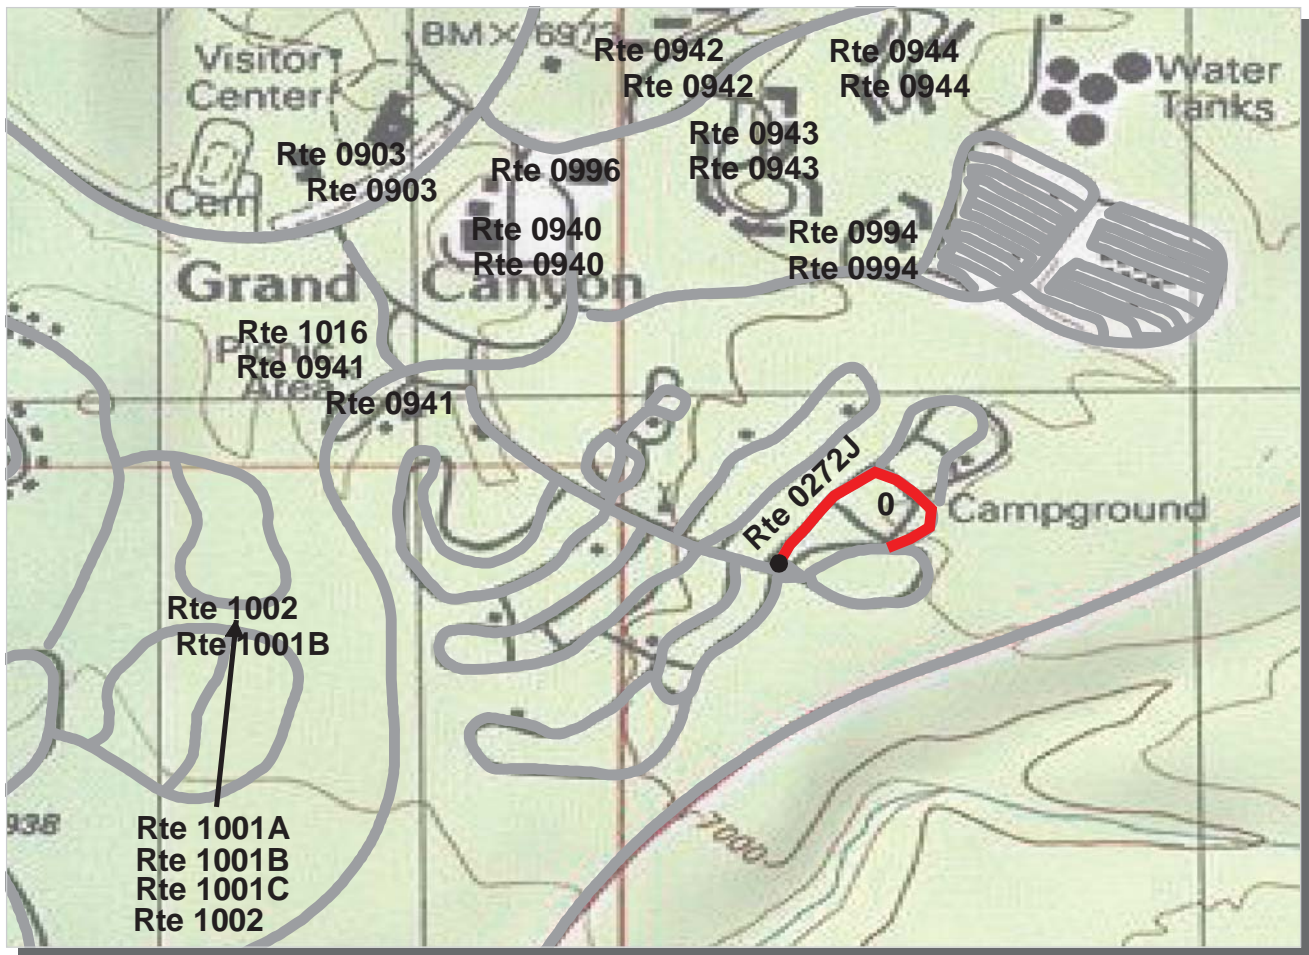 BM X 697
Visitor
Center
Cem
Rte 0942
Rte 0942
Rte 0944
Rte 0944
Water
Tanks
Rte 0943
Rte 0943
Rte 0903
Rte 0903
Rte 0996
Rte 0940
Rte 0940
Rte 0994
Rte 0994
Grand Canyon
Rte 1016
Picnic
Rte 0941
Area
Rte 0941
Rte 0272J
0
Campground
Rte 1002
Rte 1001B
938
7000
Rte 1001A
Rte 1001B
Rte 1001C
Rte 1002